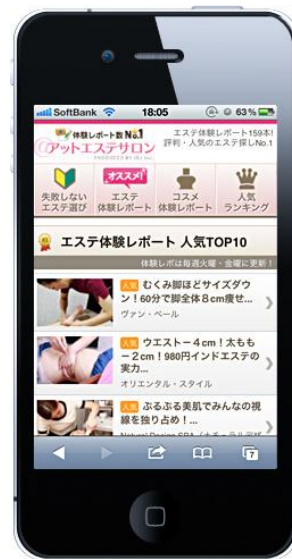 SoftBank 18:05 63%
体験レポート数 No.1
アットエステサロン
エステ体験レポート159本!
評判・人気のエステ探しNo.1
失敗しない
エステ選び
オススメ!
エステ
体験レポート
コスメ
体験レポート
人気
ランキング
エステ体験レポート 人気TOP10
体験レポは毎週火曜・金曜に更新!
人気 むくみ脚ほどサイズダウ
ン!60分で脚全体8cm痩せ...
ヴァン・ベール
人気 ウエスト-4cm!太もも
-2cm!980円インドエステの
実力...
オリエンタル・スタイル
人気 ぷるぷる美肌でみんなの視
線を独り占め!...
7